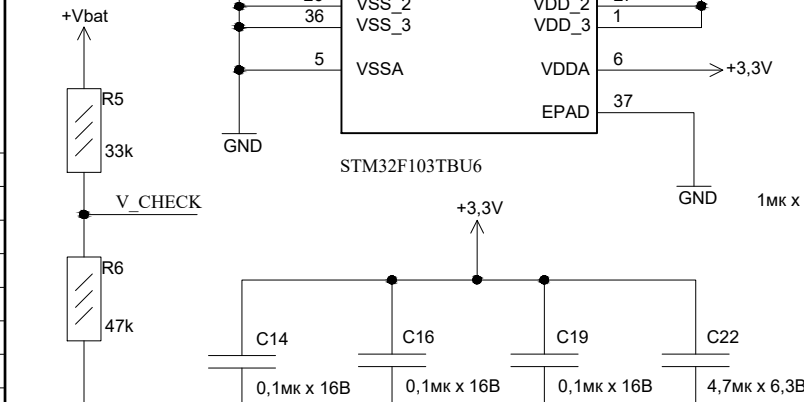 VSS_2
VDD_2
+Vbat
36
VSS_3
VDD_3
1
5
VSSA
VDDA
6
+3,3V
R5
EPAD
37
33k
GND
STM32F103TBU6
V_CHECK
+3,3V
GND
1мк х
R6
47k
C14
C16
C19
C22
0,1мк х 16В
0,1мк х 16В
0,1мк х 16В
4,7мк х 6,3В